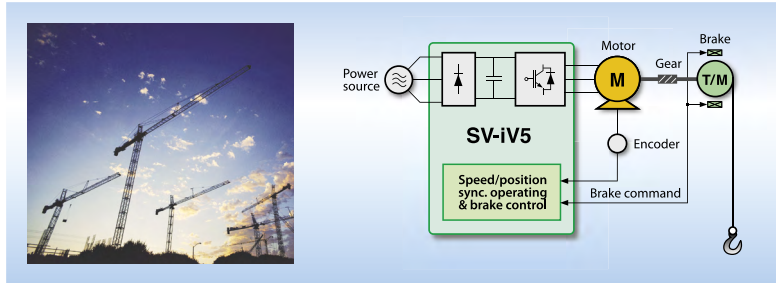 Power
source
SV-iV5
Speed/position
sync. operating
& brake control
Motor
M
Gear
Brake
T/M
Encoder
Brake command